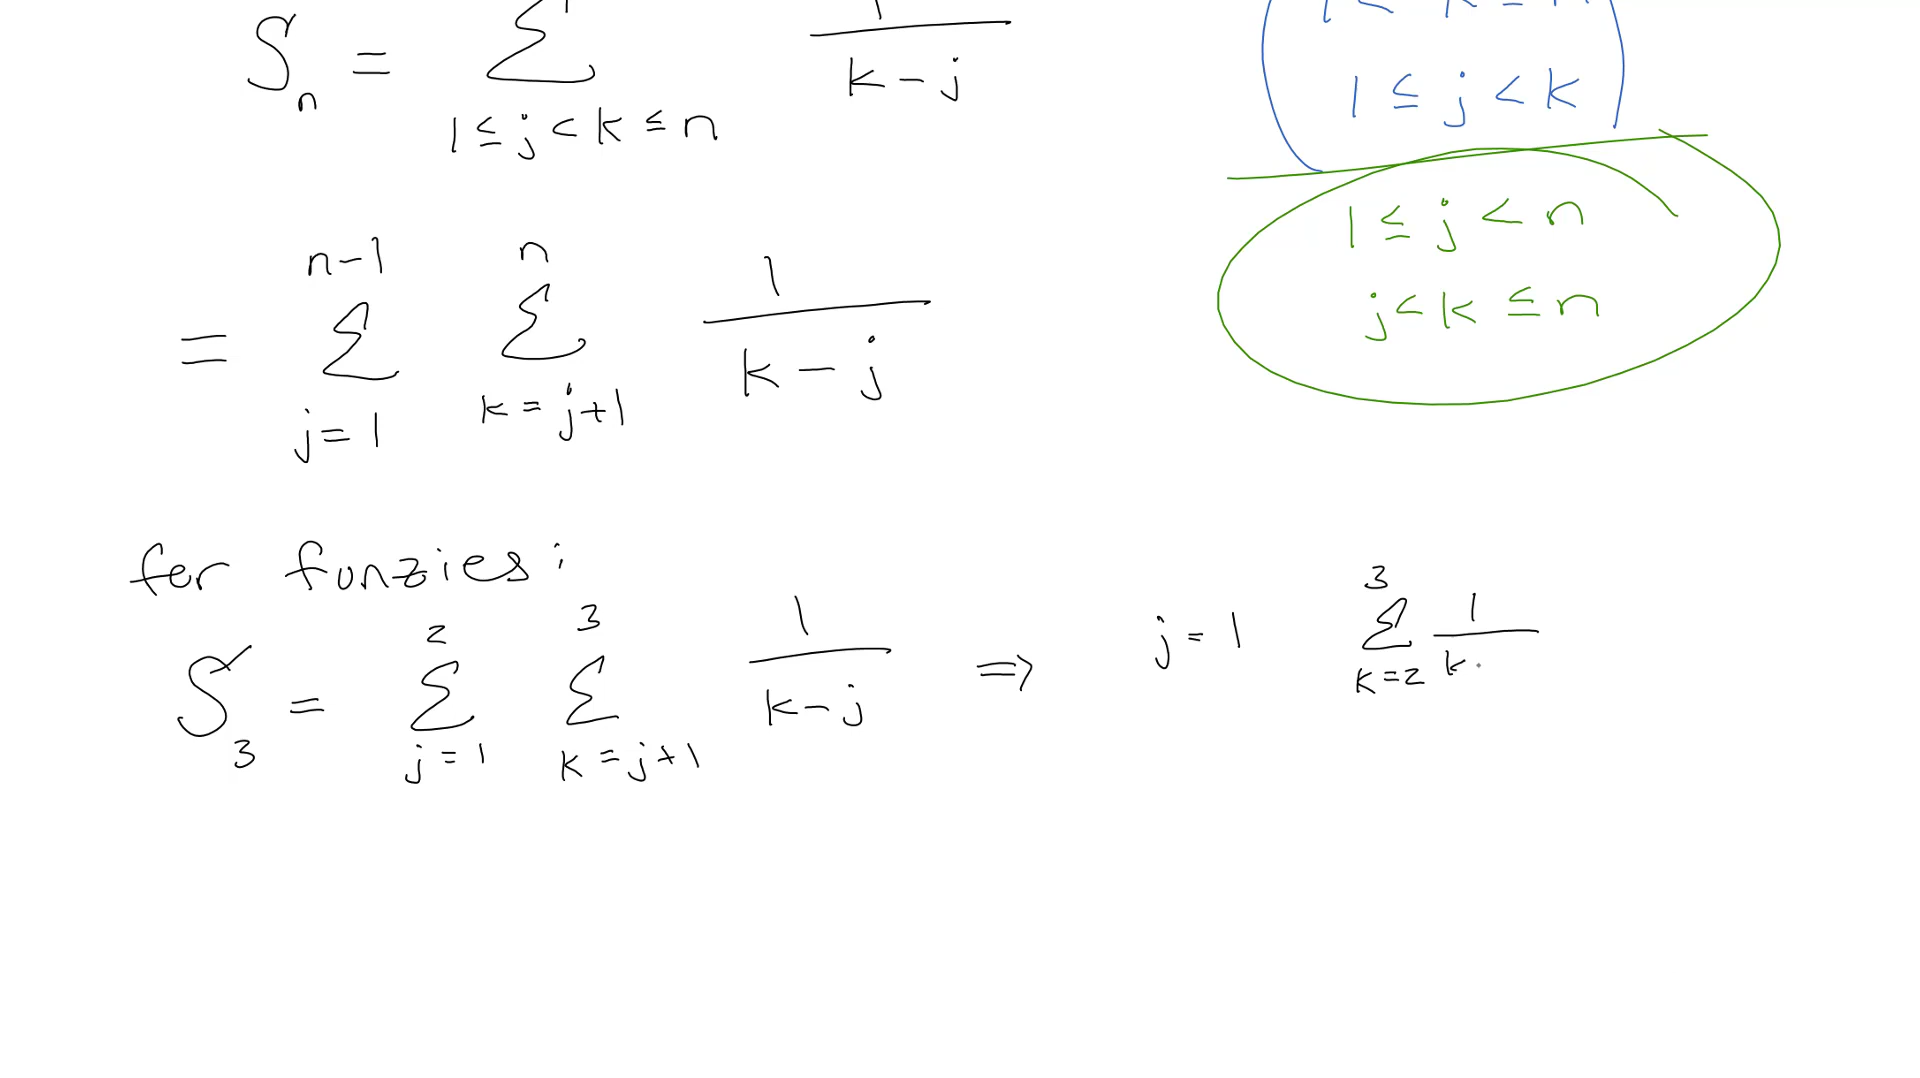 S_n = Σ_{1 ≤ j < k ≤ n} 1/(k - j)
1 ≤ j < k
1 ≤ j < n
j < k ≤ n
= Σ_{j=1}^{n-1} Σ_{k=j+1}^{n} 1/(k - j)
fer funzies:
S_3 = Σ_{j=1}^{2} Σ_{k=j+1}^{3} 1/(k-j) ⇒ j = 1 Σ_{k=2}^{3} 1/k